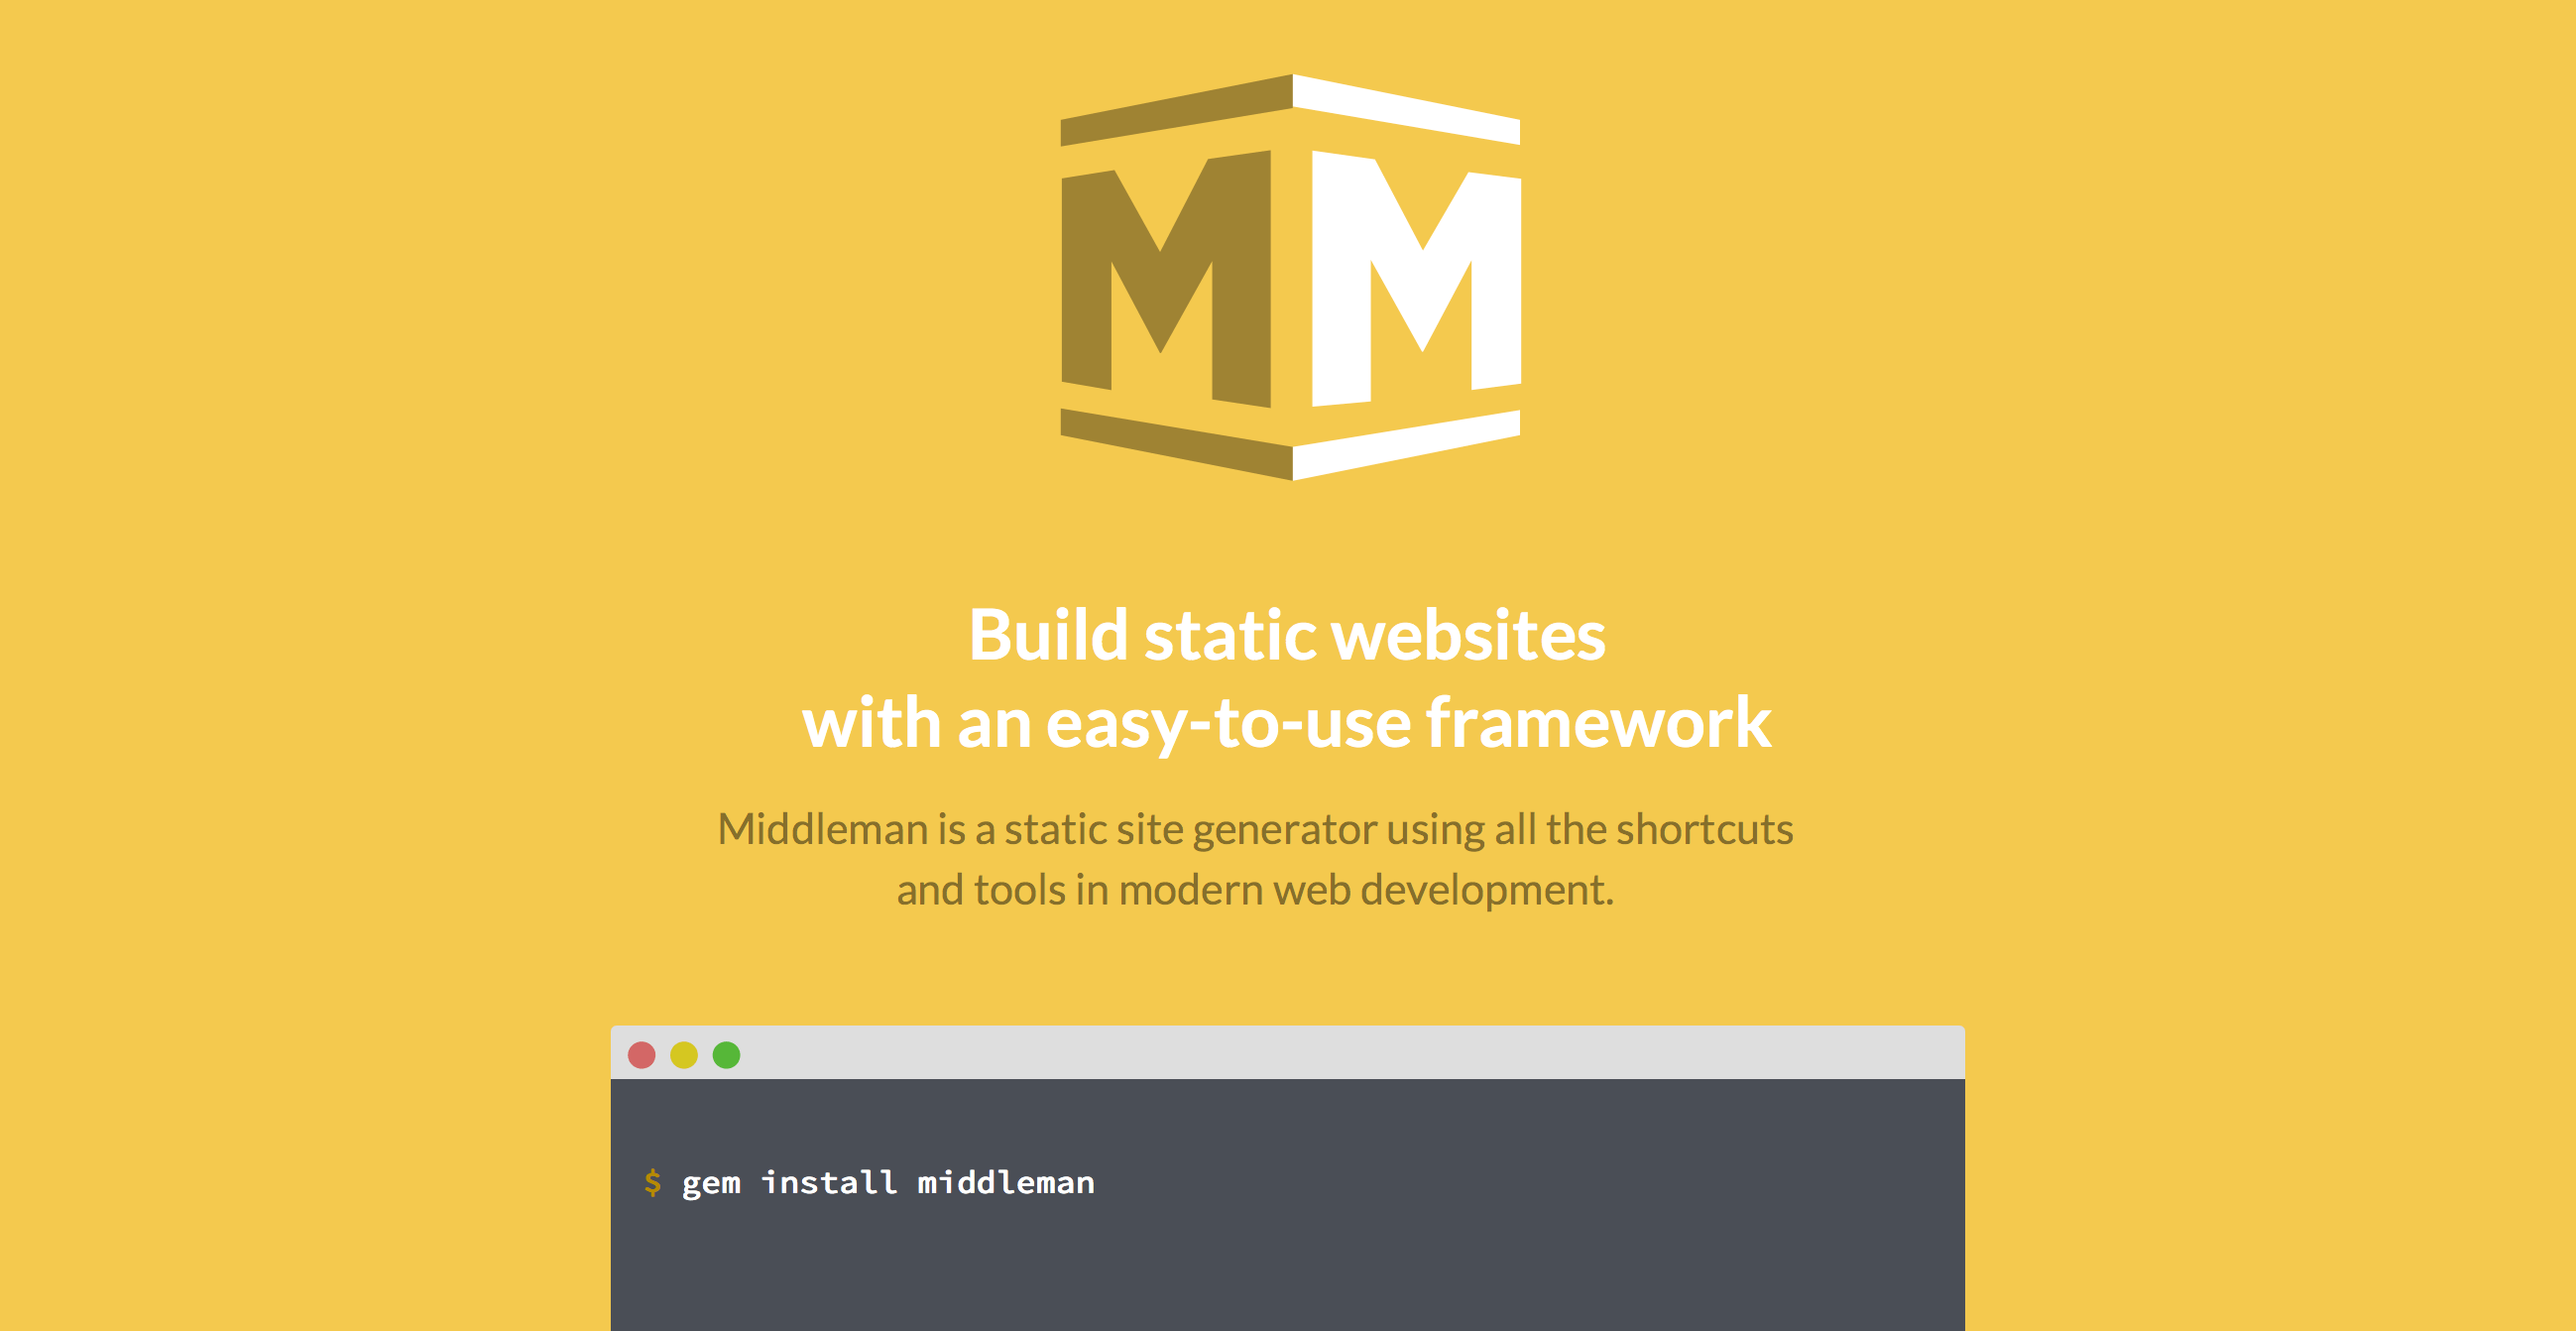 MM
Build static websites
with an easy-to-use framework
Middleman is a static site generator using all the shortcuts
and tools in modern web development.
$ gem install middleman